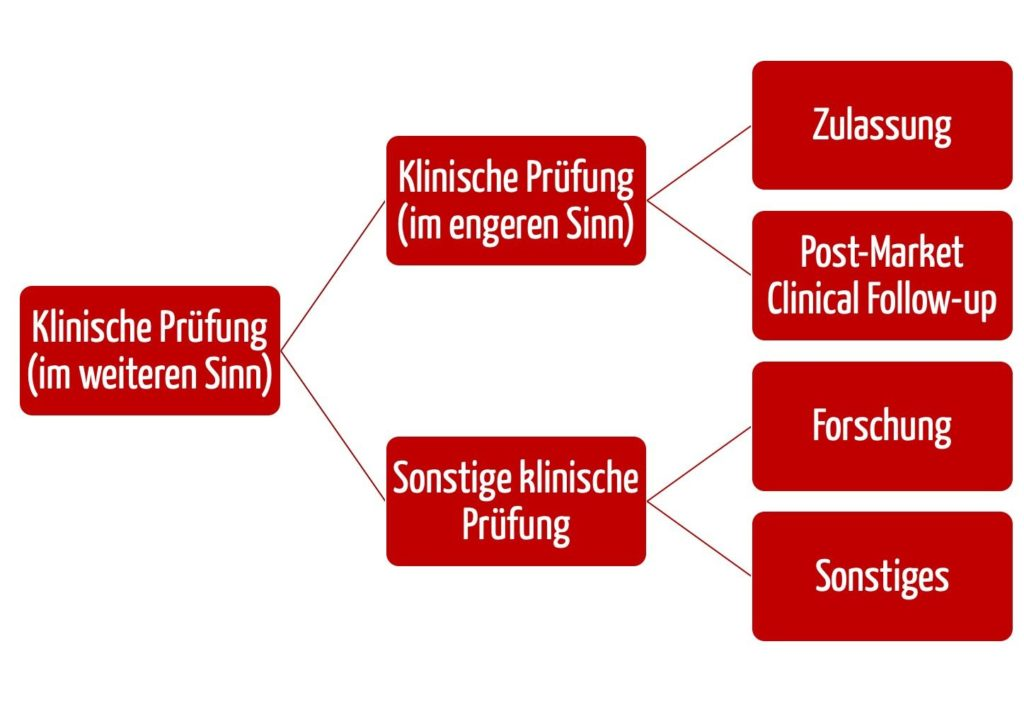 Klinische Prüfung
(im weiteren Sinn)
Klinische Prüfung
(im engeren Sinn)
Zulassung
Post-Market
Clinical Follow-up
Sonstige klinische
Prüfung
Forschung
Sonstiges